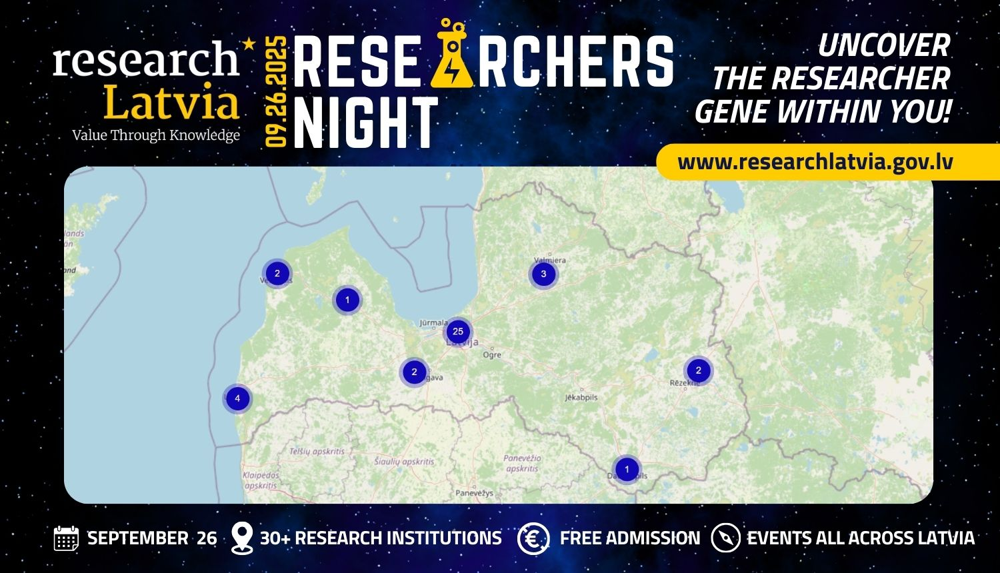 research
Latvia
Value Through Knowledge
09.26.2025
RESEARCHERS
NIGHT
UNCOVER
THE RESEARCHER
GENE WITHIN YOU!
www.researchlatvia.gov.lv
2
1
3
Valmiera
Jūrmala
25
Latvija
Ogre
2
2
4
Jēkabpils
Rēzekne
1
Telšių apskritis
Šiaulių apskritis
Panevėžio
apskritis
Klaipėdos
apskritis
Panevėžys
SEPTEMBER 26
30+ RESEARCH INSTITUTIONS
FREE ADMISSION
EVENTS ALL ACROSS LATVIA